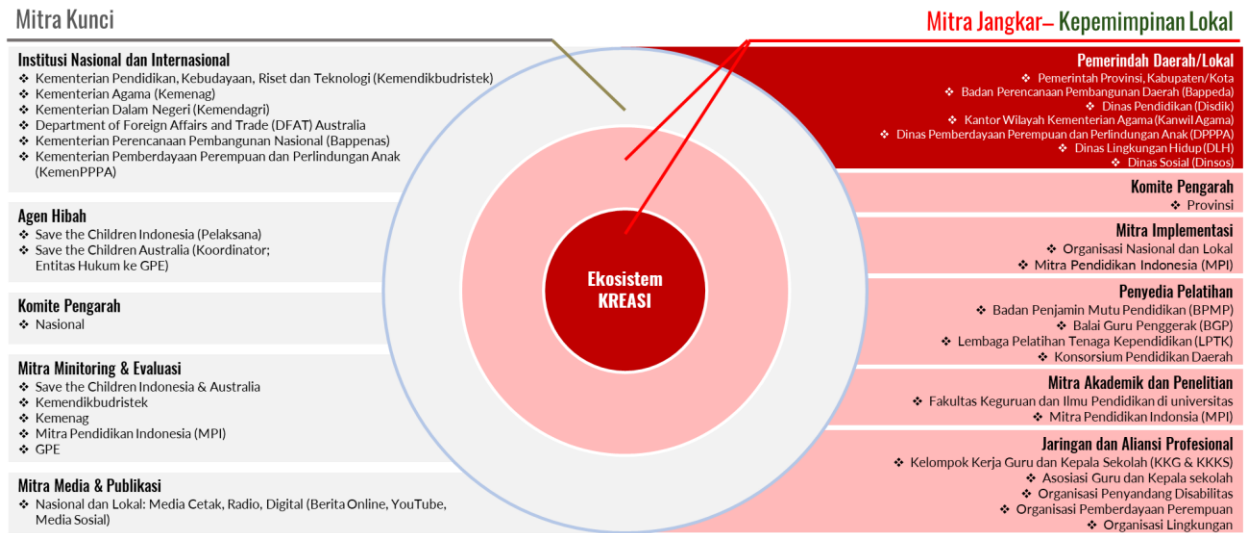 Mitra Kunci
Institusi Nasional dan Internasional
❖ Kementerian Pendidikan, Kebudayaan, Riset dan Teknologi (Kemendikbudristek)
❖ Kementerian Agama (Kemenag)
❖ Kementerian Dalam Negeri (Kemendagri)
❖ Department of Foreign Affairs and Trade (DFAT) Australia
❖ Kementerian Perencanaan Pembangunan Nasional (Bappenas)
❖ Kementerian Pemberdayaan Perempuan dan Perlindungan Anak
(KemenPPPA)
Agen Hibah
❖ Save the Children Indonesia (Pelaksana)
❖ Save the Children Australia (Koordinator;
Entitas Hukum ke GPE)
Komite Pengarah
❖ Nasional
Mitra Minitoring & Evaluasi
❖ Save the Children Indonesia & Australia
❖ Kemendikbudristek
❖ Kemenag
❖ Mitra Pendidikan Indonesia (MPI)
❖ GPE
Mitra Media & Publikasi
❖ Nasional dan Lokal: Media Cetak, Radio, Digital (Berita Online, YouTube,
Media Sosial)
Ekosistem
KREASI
Mitra Jangkar– Kepemimpinan Lokal
Pemerindah Daerah/Lokal
❖ Pemerintah Provinsi, Kabupaten/Kota
❖ Badan Perencanaan Pembangunan Daerah (Bappeda)
❖ Dinas Pendidikan (Disdik)
❖ Kantor Wilayah Kementerian Agama (Kanwil Agama)
❖ Dinas Pemberdayaan Perempuan dan Perlindungan Anak (DPPPA)
❖ Dinas Lingkungan Hidup (DLH)
❖ Dinas Sosial (Dinsos)
Komite Pengarah
❖ Provinsi
Mitra Implementasi
❖ Organisasi Nasional dan Lokal
❖ Mitra Pendidikan Indonesia (MPI)
Penyedia Pelatihan
❖ Badan Penjamin Mutu Pendidikan (BPMP)
❖ Balai Guru Penggerak (BGP)
❖ Lembaga Pelatihan Tenaga Kependidikan (LPTK)
❖ Konsorsium Pendidikan Daerah
Mitra Akademik dan Penelitian
❖ Fakultas Keguruan dan Ilmu Pendidikan di universitas
❖ Mitra Pendidikan Indonsia (MPI)
Jaringan dan Aliansi Profesional
❖ Kelompok Kerja Guru dan Kepala Sekolah (KKG & KKKS)
❖ Asosiasi Guru dan Kepala sekolah
❖ Organisasi Penyandang Disabilitas
❖ Organisasi Pemberdayaan Perempuan
❖ Organisasi Lingkungan